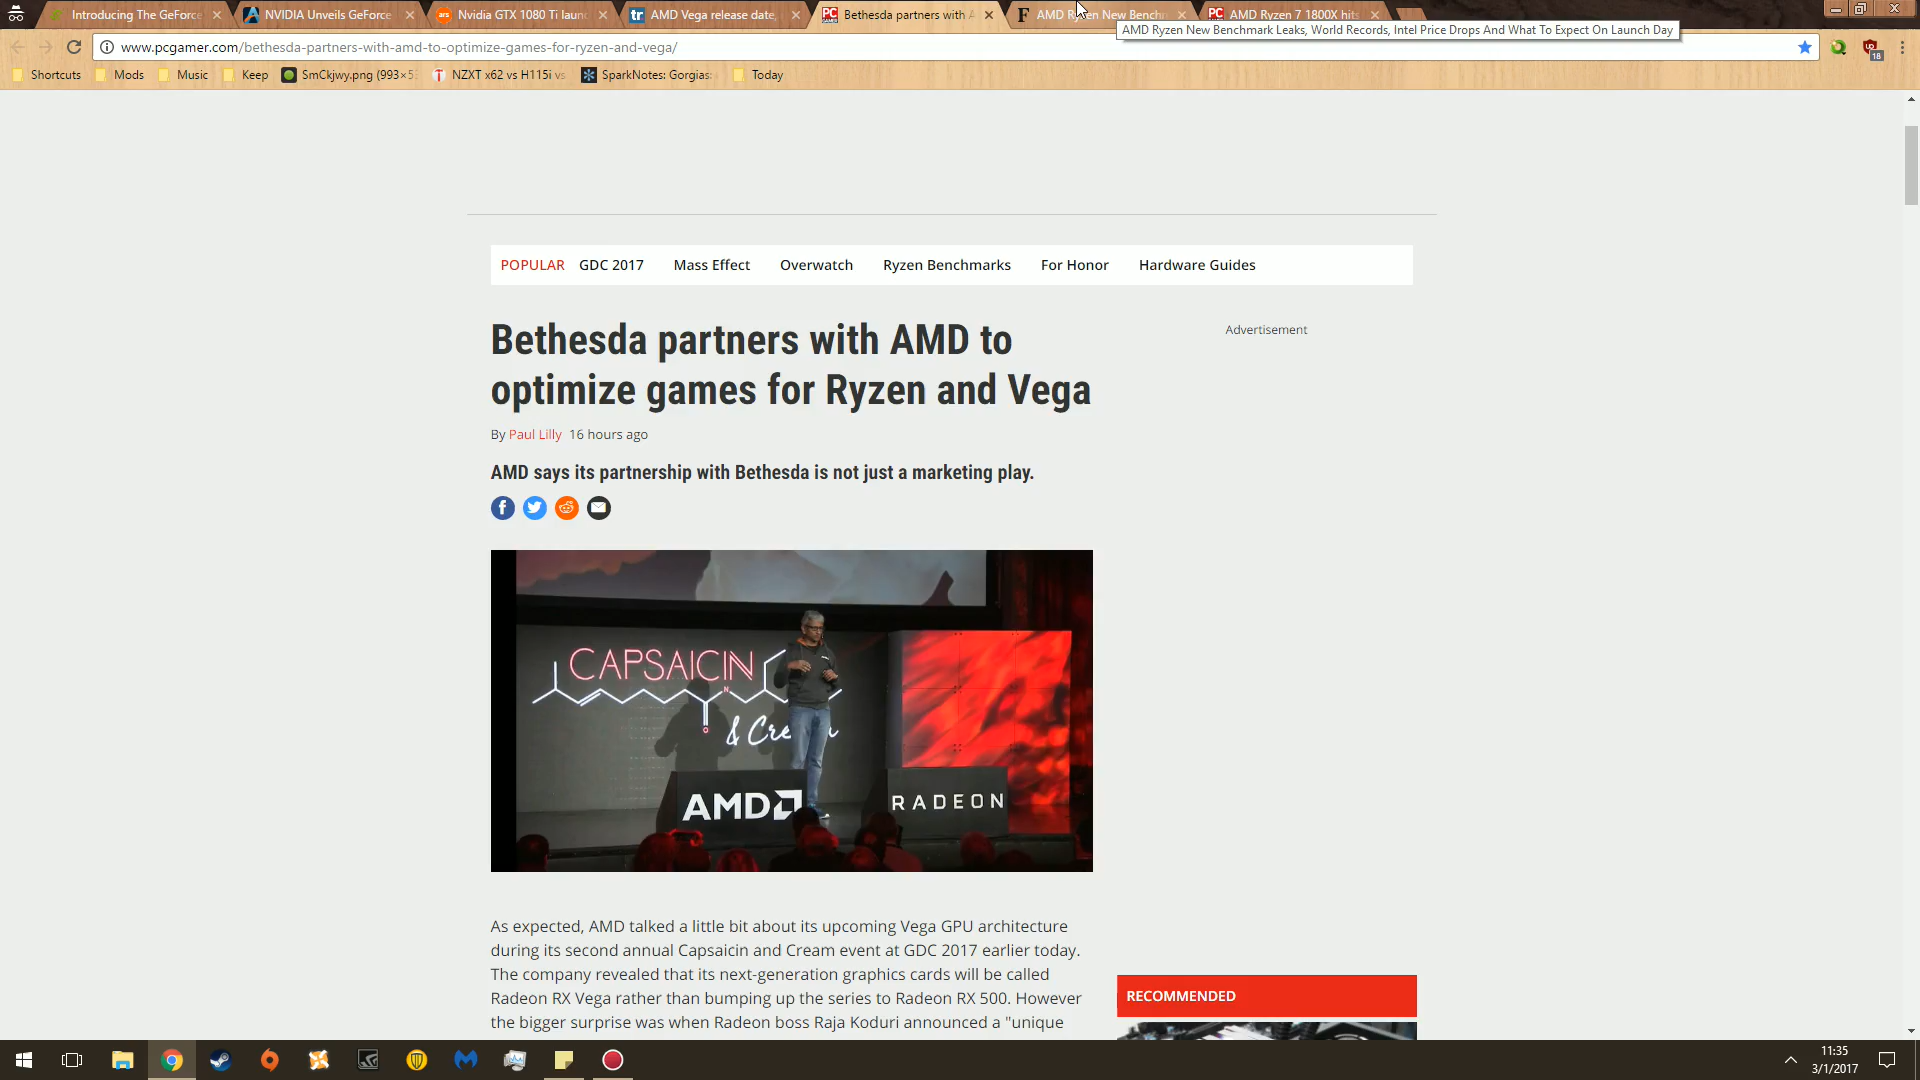 Introducing The GeForce
NVIDIA Unveils GeForce
Nvidia GTX 1080 Ti laun
AMD Vega release date,
Bethesda partners with A
AMD Ryzen New Bench
AMD Ryzen 7 1800X hits
AMD Ryzen New Benchmark Leaks, World Records, Intel Price Drops And What To Expect On Launch Day
www.pcgamer.com/bethesda-partners-with-amd-to-optimize-games-for-ryzen-and-vega/
18
Shortcuts
Mods
Music
Keep
SmCkjwy.png (993×5
NZXT x62 vs H115i vs
SparkNotes: Gorgias:
Today
POPULAR GDC 2017 Mass Effect Overwatch Ryzen Benchmarks For Honor Hardware Guides
Bethesda partners with AMD to
optimize games for Ryzen and Vega
Advertisement
By Paul Lilly 16 hours ago
AMD says its partnership with Bethesda is not just a marketing play.
CAPSAICIN
& Cre
AMD
RADEON
As expected, AMD talked a little bit about its upcoming Vega GPU architecture
during its second annual Capsaicin and Cream event at GDC 2017 earlier today.
The company revealed that its next-generation graphics cards will be called
Radeon RX Vega rather than bumping up the series to Radeon RX 500. However
the bigger surprise was when Radeon boss Raja Koduri announced a "unique
RECOMMENDED
11:35
3/1/2017